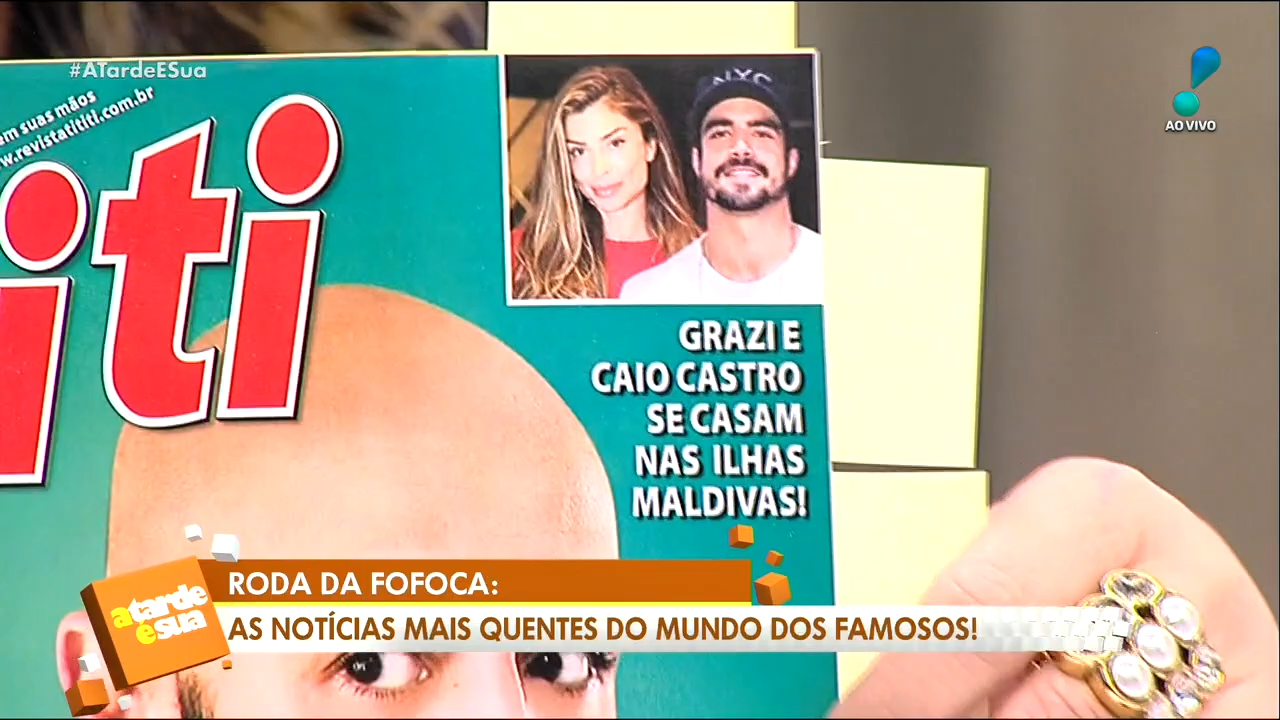 #ATardeESua
em suas mãos
w.revistatititi.com.br
iti
AO VIVO
NYC
GRAZI E
CAIO CASTRO
SE CASAM
NAS ILHAS
MALDIVAS!
RODA DA FOFOCA:
a tarde
é sua
AS NOTÍCIAS MAIS QUENTES DO MUNDO DOS FAMOSOS!